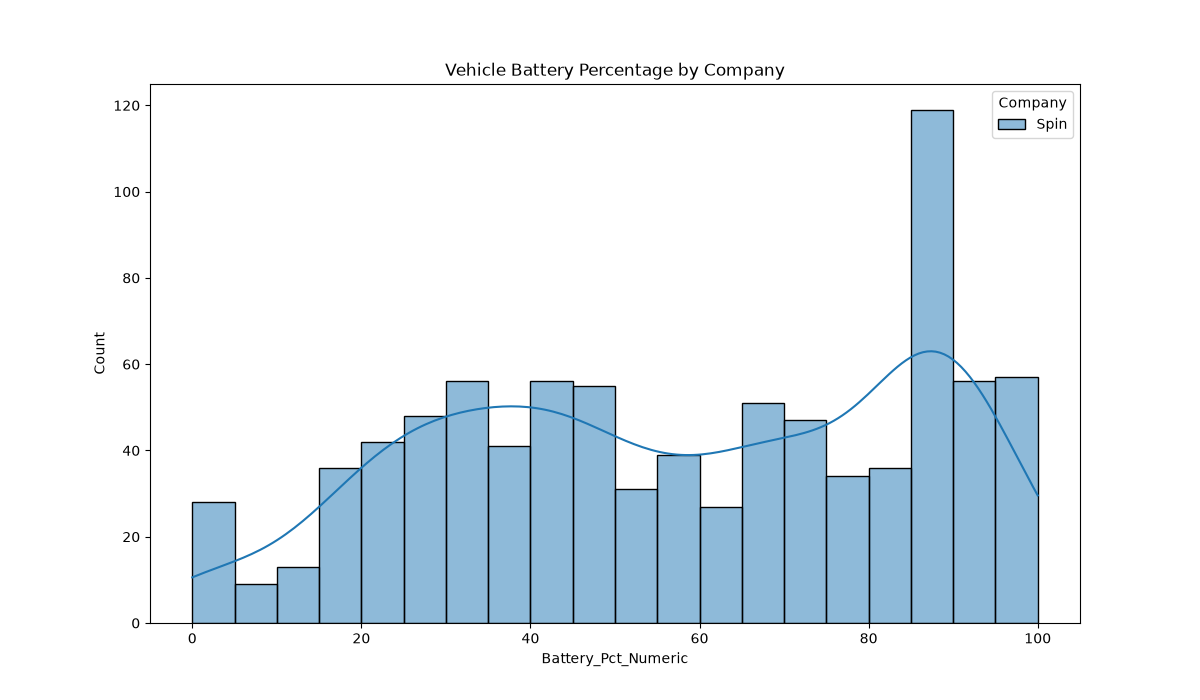 Vehicle Battery Percentage by Company
Company
Spin
120
100
80
60
40
20
0
Count
0 20 40 60 80 100
Battery_Pct_Numeric